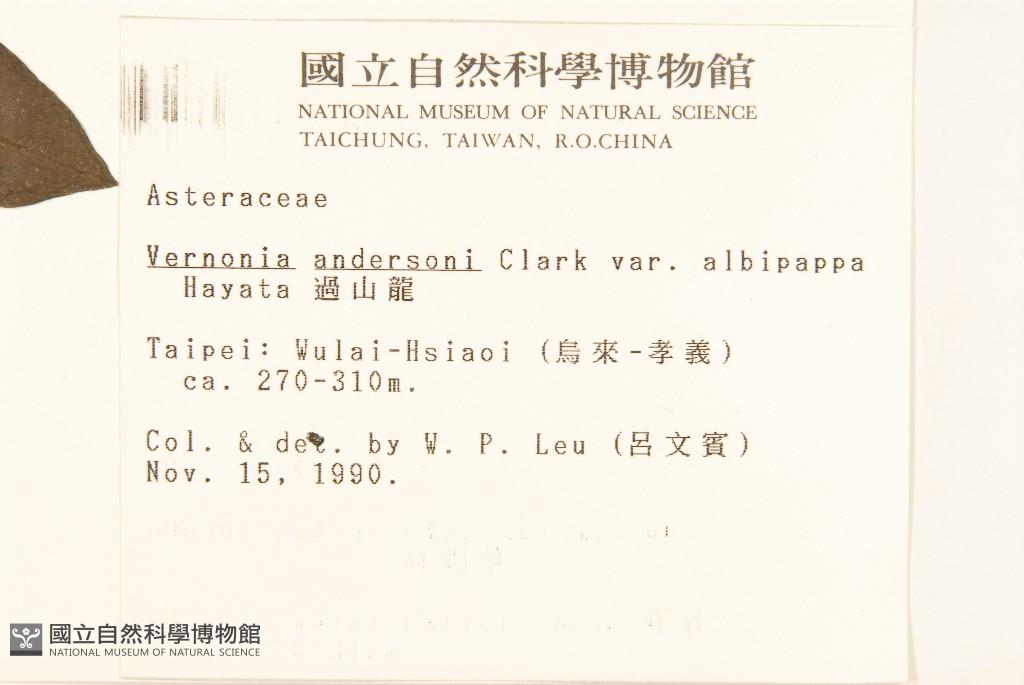 國立自然科學博物館
NATIONAL MUSEUM OF NATURAL SCIENCE
TAICHUNG, TAIWAN, R.O.CHINA
Asteraceae
Vernonia andersoni Clark var. albipappa
Hayata 過山龍
Taipei: Wulai-Hsiaoi (烏來-孝義)
ca. 270-310m.
Col. & det. by W. P. Leu (呂文賓)
Nov. 15, 1990.
國立自然科學博物館
NATIONAL MUSEUM OF NATURAL SCIENCE